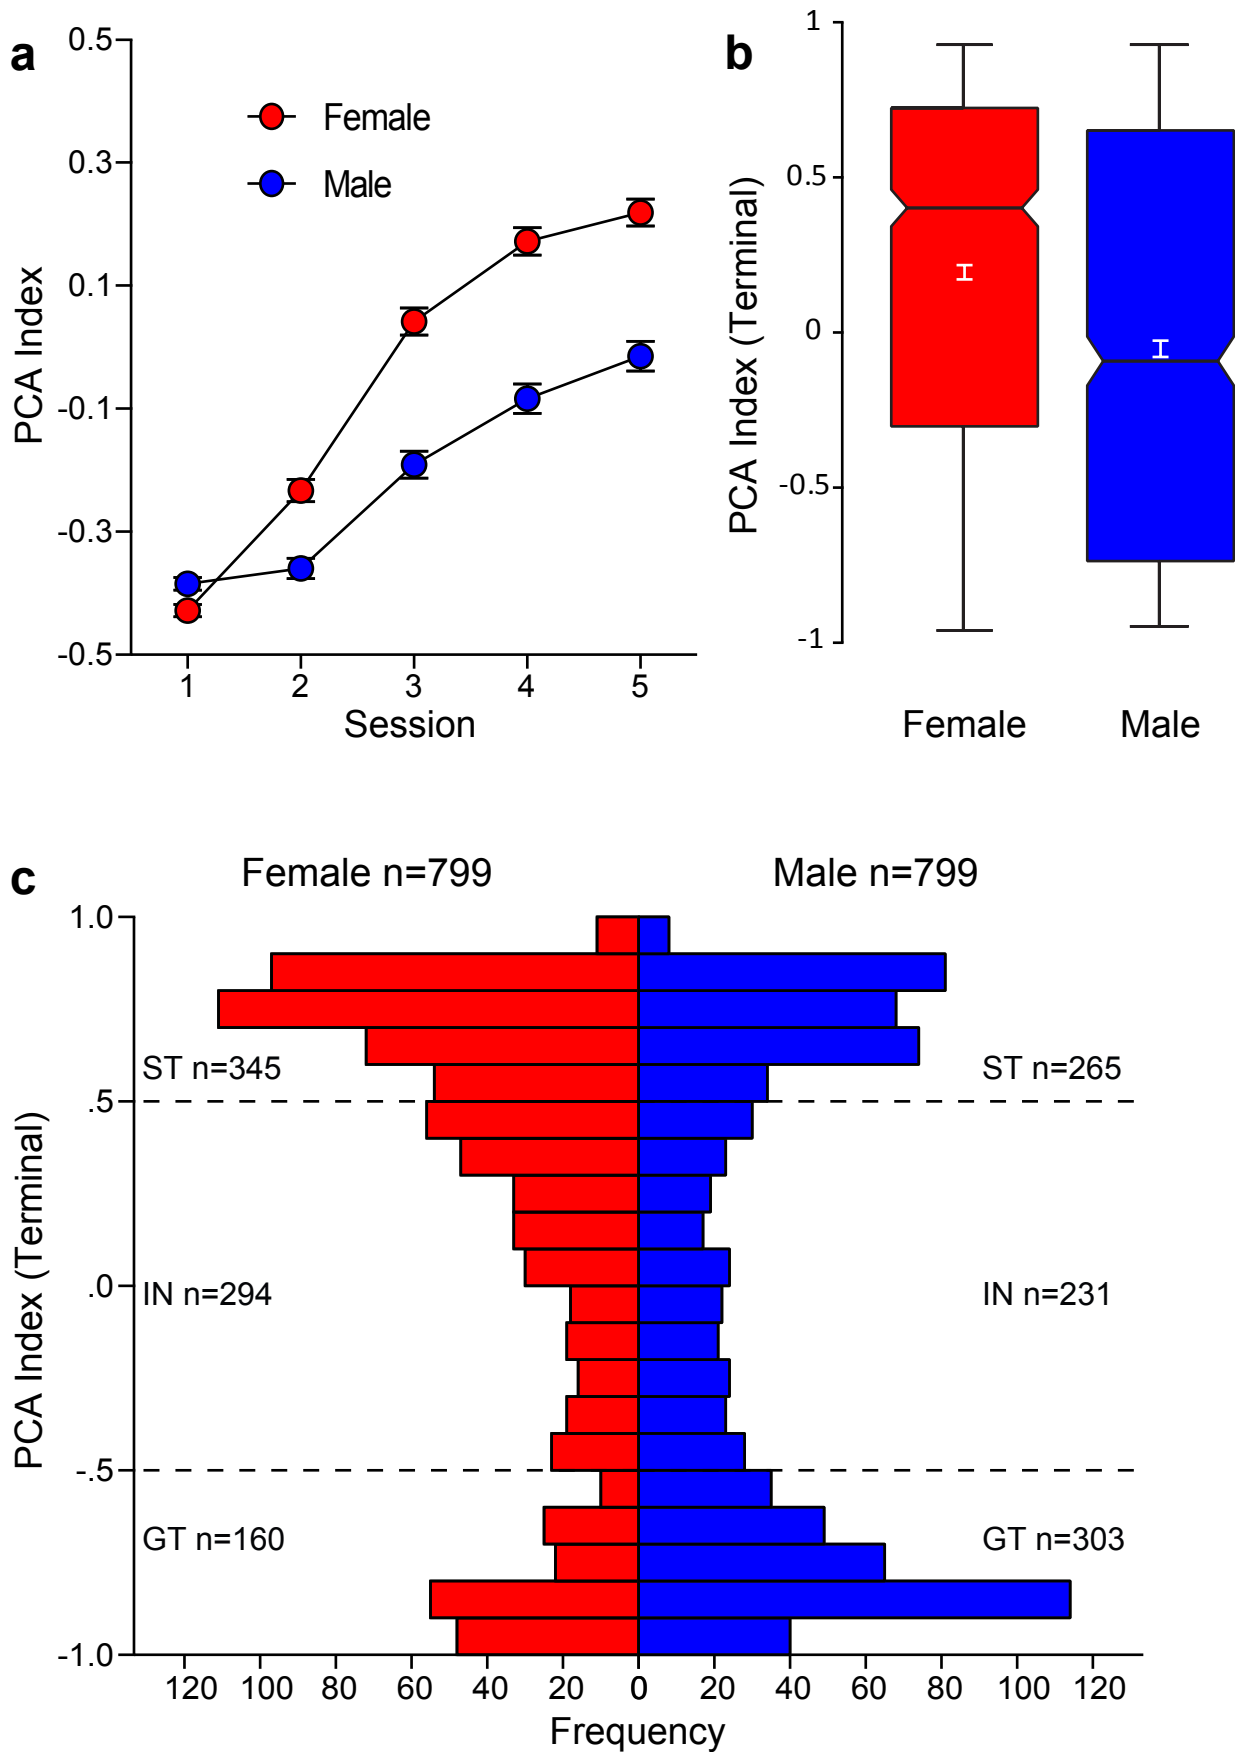 a
0.5
0.3
0.1
-0.1
-0.3
-0.5
PCA Index
Female
Male
1 2 3 4 5
Session
b
1
0.5
0
-0.5
-1
PCA Index (Terminal)
Female Male
c
Female n=799 Male n=799
1.0
.5
.0
-.5
-1.0
PCA Index (Terminal)
ST n=345 ST n=265
IN n=294 IN n=231
GT n=160 GT n=303
120 100 80 60 40 20 0 20 40 60 80 100 120
Frequency